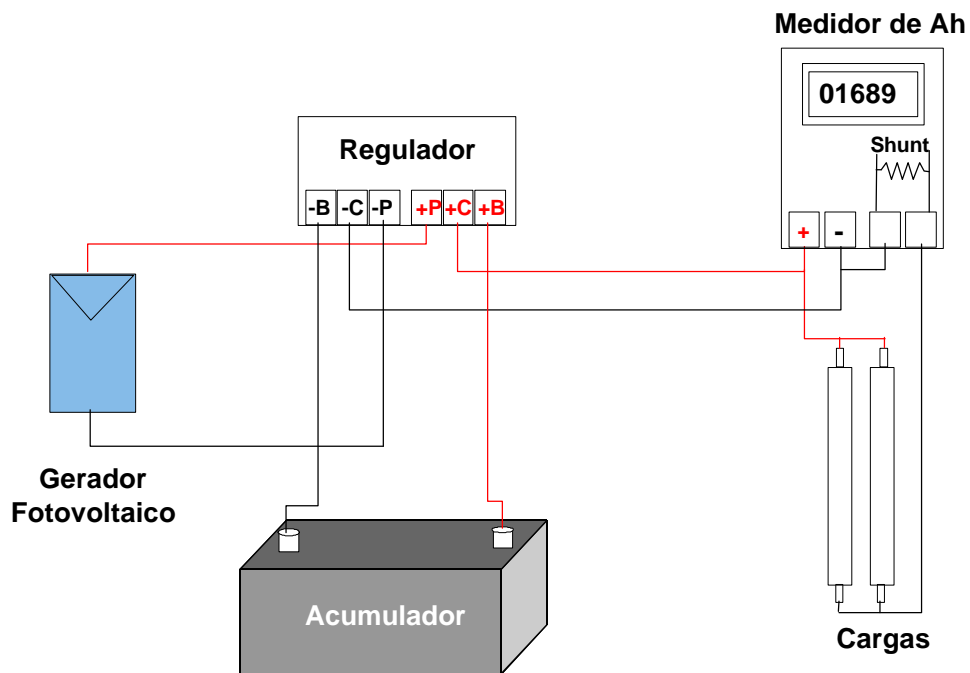 Medidor de Ah
01689
Shunt
+ -
Regulador
-B -C -P +P +C +B
Gerador
Fotovoltaico
Acumulador
Cargas